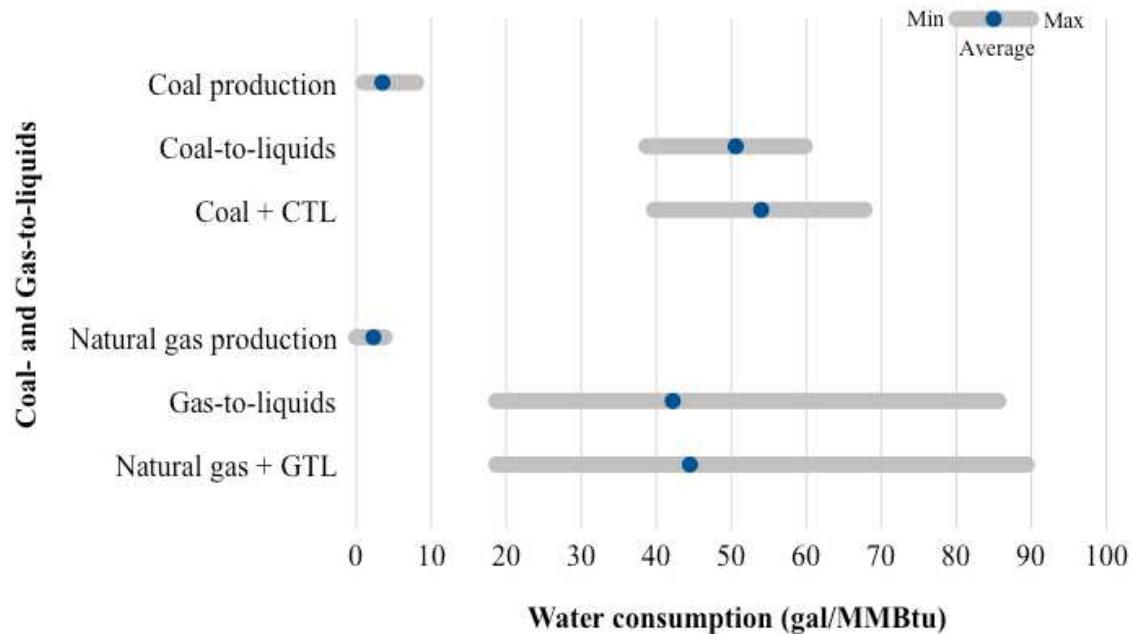 Min Max
Average
Coal production
Coal-to-liquids
Coal + CTL
Natural gas production
Gas-to-liquids
Natural gas + GTL
Coal- and Gas-to-liquids
0 10 20 30 40 50 60 70 80 90 100
Water consumption (gal/MMBtu)